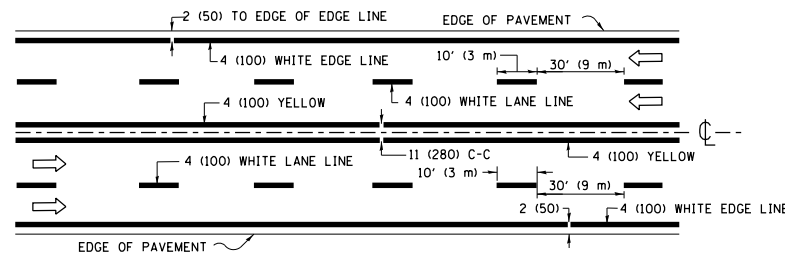 2 (50) TO EDGE OF EDGE LINE
EDGE OF PAVEMENT
4 (100) WHITE EDGE LINE
10' (3 m)
30' (9 m)
4 (100) YELLOW
4 (100) WHITE LANE LINE
℄
4 (100) WHITE LANE LINE
11 (280) C-C
4 (100) YELLOW
10' (3 m)
30' (9 m)
2 (50)
4 (100) WHITE EDGE LINE
EDGE OF PAVEMENT